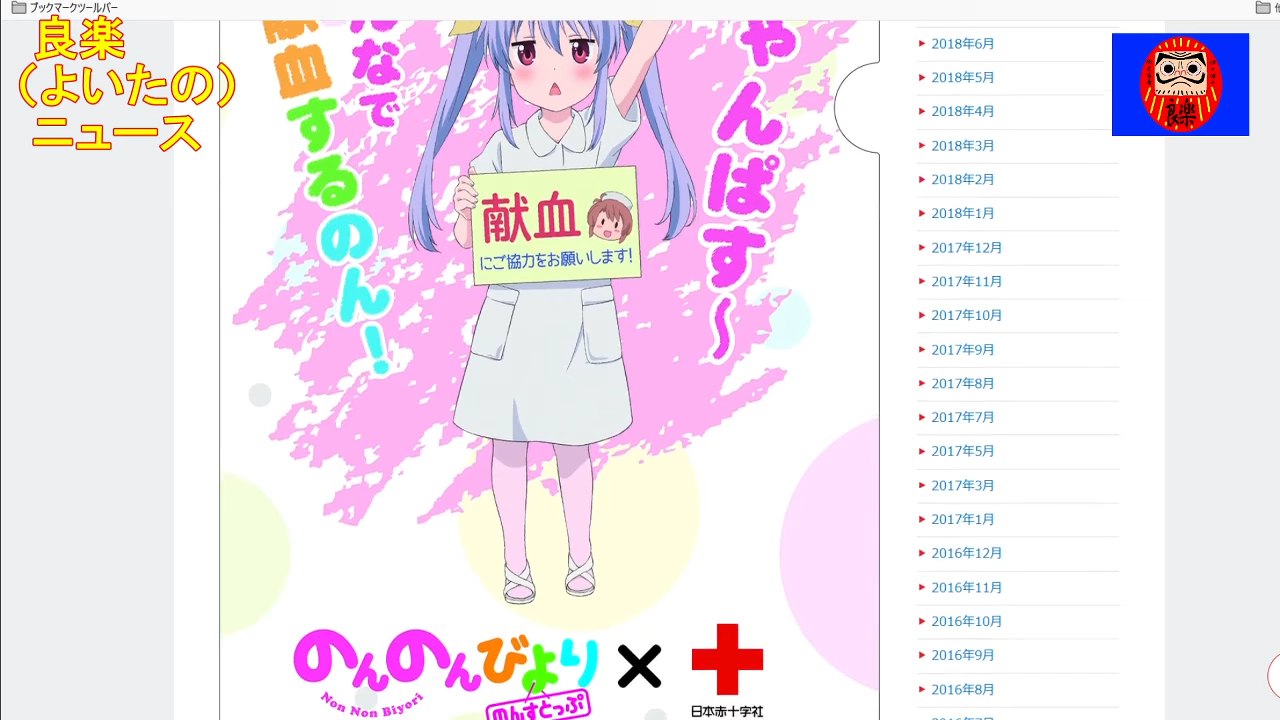 ブックマークツールバー
良楽
（よいたの）
ニュース
ゃんぱす～
んなで
献血するのん！
献血
にご協力をお願いします!
のんのんびより
Non Non Biyori
のんすとっぷ
×
日本赤十字社
2018年6月
2018年5月
2018年4月
2018年3月
2018年2月
2018年1月
2017年12月
2017年11月
2017年10月
2017年9月
2017年8月
2017年7月
2017年5月
2017年3月
2017年1月
2016年12月
2016年11月
2016年10月
2016年9月
2016年8月
良楽